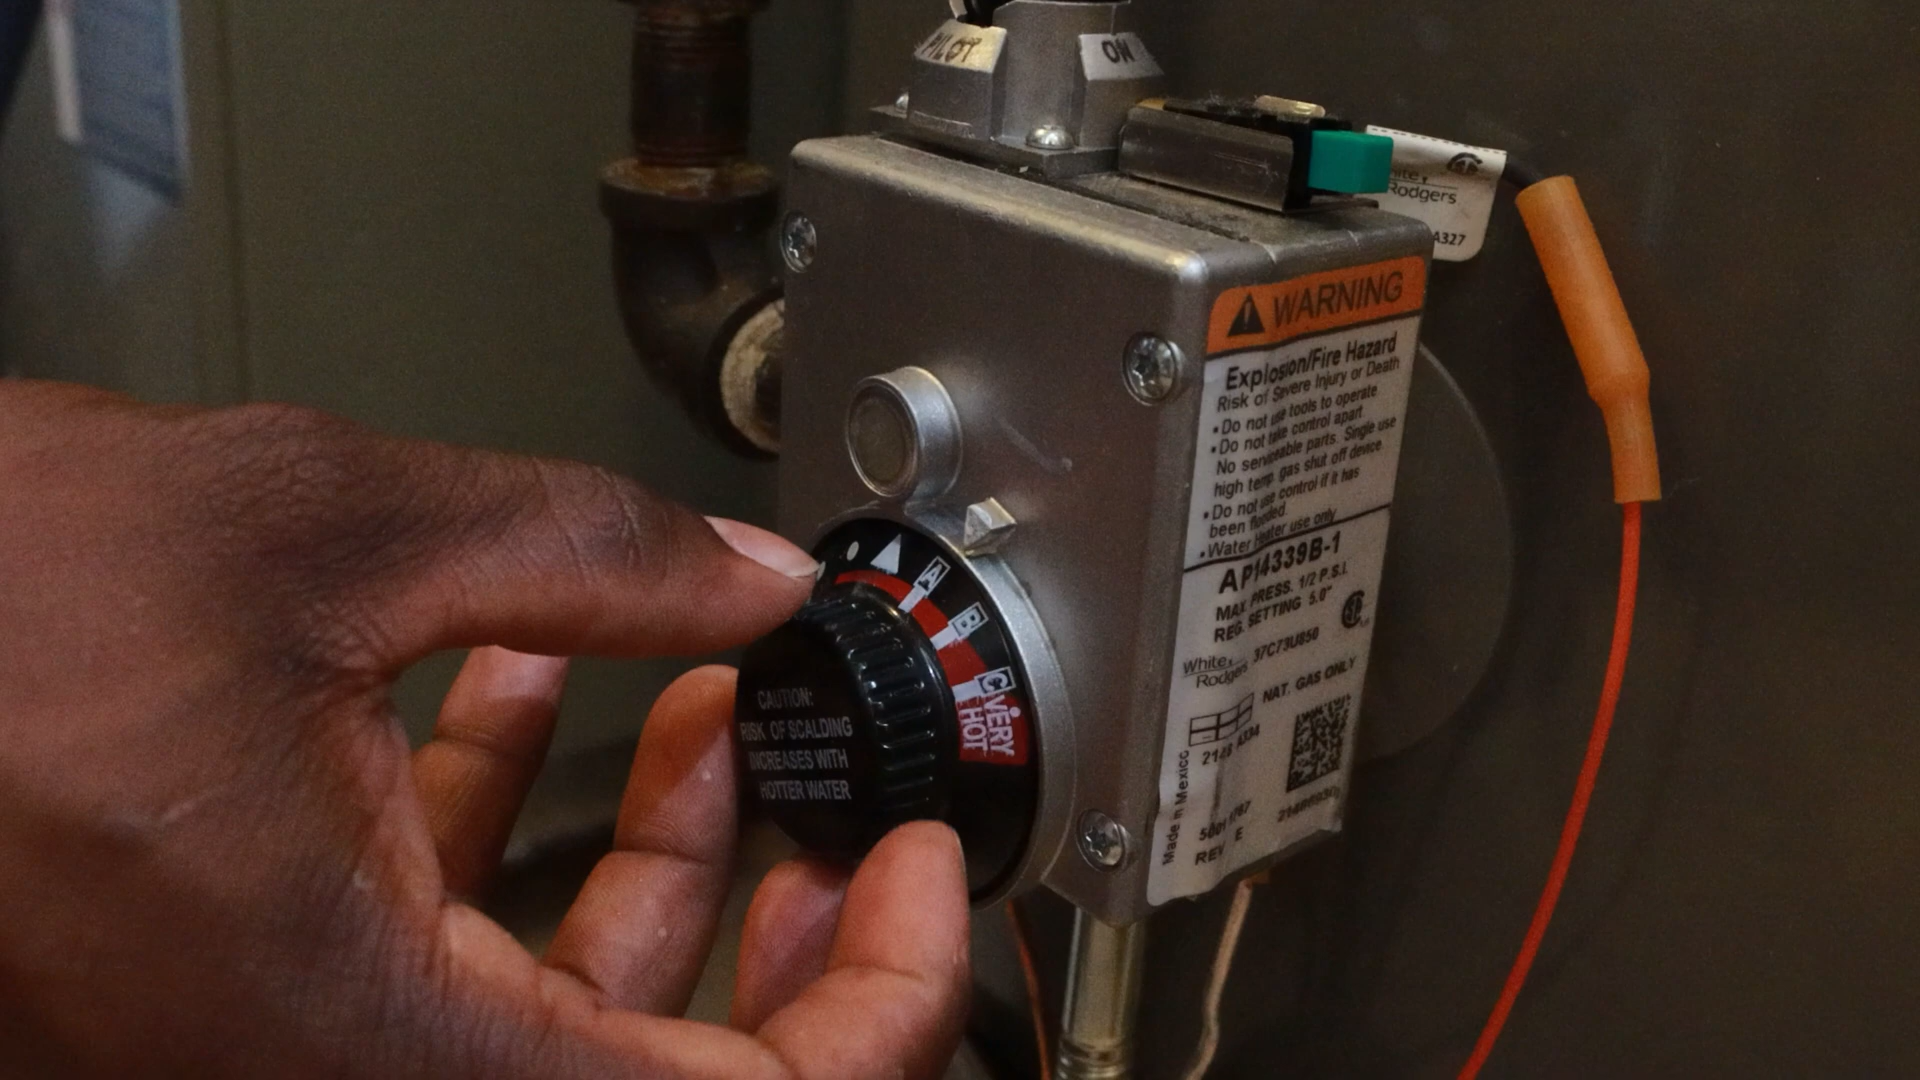 PILOT
ON
Rodgers
A327
WARNING
Explosion/Fire Hazard
Risk of Severe Injury or Death
• Do not use tools to operate
• Do not take control apart
No serviceable parts. Single use
high temp. gas shut off device.
• Do not use control if it has
been flooded.
• Water Heater use only
AP14339B-1
MAX PRESS. 1/2 P.S.I.
REG. SETTING 5.0"
White
Rodgers
37C73U850
NAT. GAS ONLY
Made in Mexico
REV E
A
B
C
VERY
HOT
CAUTION:
RISK OF SCALDING
INCREASES WITH
HOTTER WATER